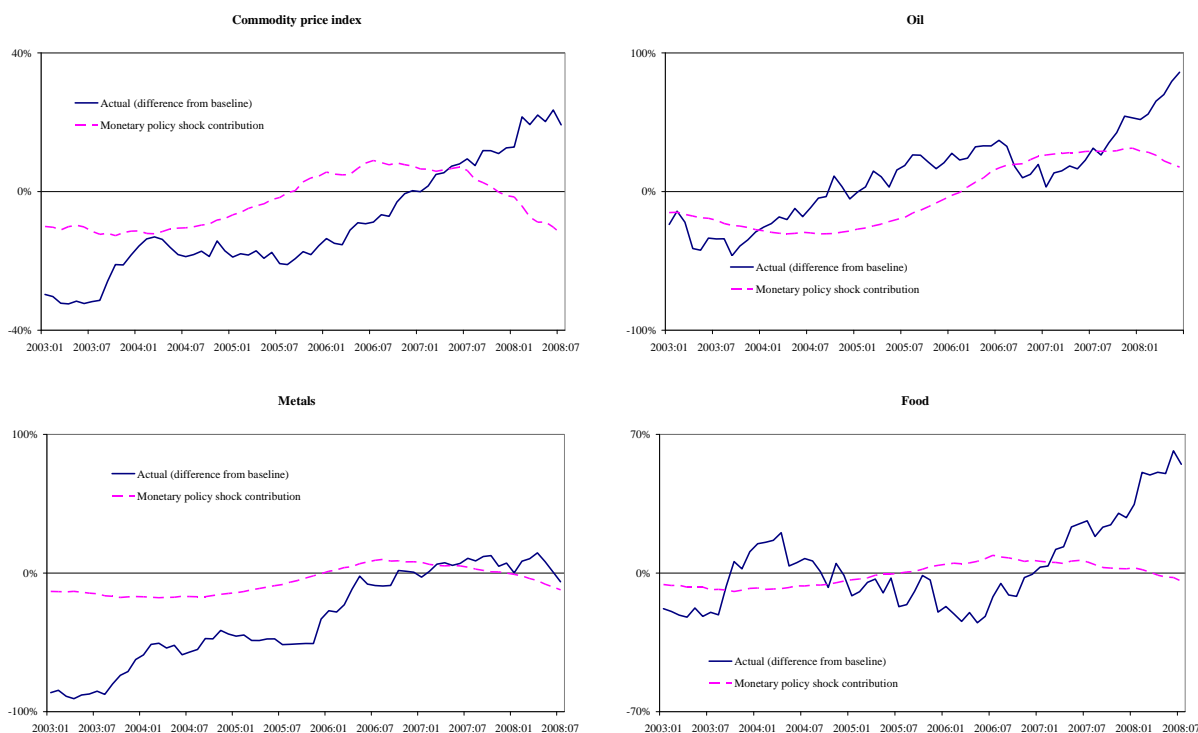 Commodity price index
40%
Actual (difference from baseline)
Monetary policy shock contribution
0%
-40%
2003:01 2003:07 2004:01 2004:07 2005:01 2005:07 2006:01 2006:07 2007:01 2007:07 2008:01 2008:07
Oil
100%
0%
Actual (difference from baseline)
Monetary policy shock contribution
-100%
2003:01 2003:07 2004:01 2004:07 2005:01 2005:07 2006:01 2006:07 2007:01 2007:07 2008:01
Metals
100%
Actual (difference from baseline)
Monetary policy shock contribution
0%
-100%
2003:01 2003:07 2004:01 2004:07 2005:01 2005:07 2006:01 2006:07 2007:01 2007:07 2008:01 2008:07
Food
70%
0%
Actual (difference from baseline)
Monetary policy shock contribution
-70%
2003:01 2003:07 2004:01 2004:07 2005:01 2005:07 2006:01 2006:07 2007:01 2007:07 2008:01 2008:07